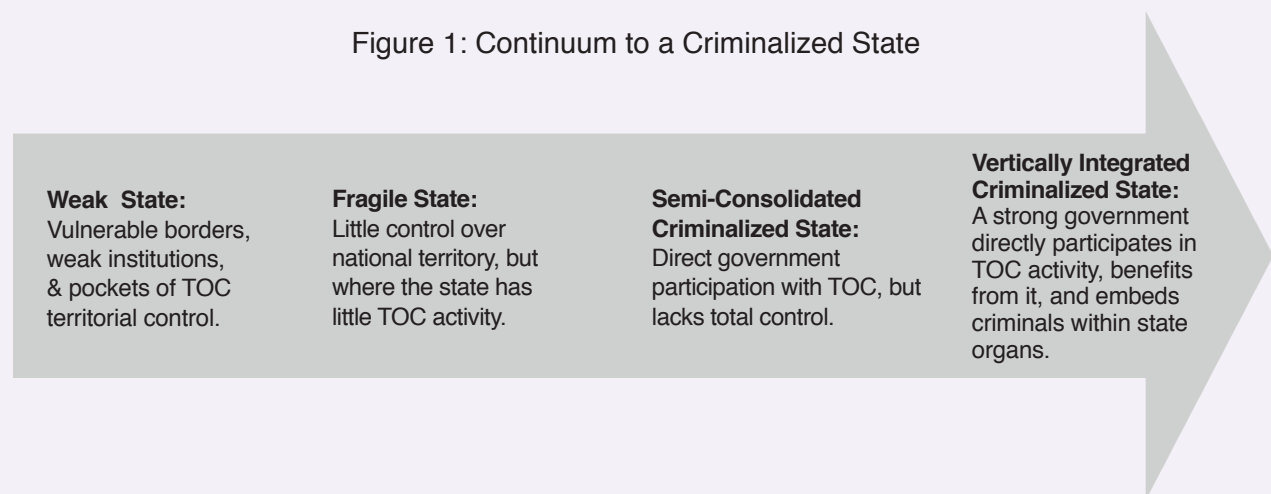 Figure 1: Continuum to a Criminalized State
Weak State:
Vulnerable borders,
weak institutions,
& pockets of TOC
territorial control.
Fragile State:
Little control over
national territory, but
where the state has
little TOC activity.
Semi-Consolidated
Criminalized State:
Direct government
participation with TOC, but
lacks total control.
Vertically Integrated
Criminalized State:
A strong government
directly participates in
TOC activity, benefits
from it, and embeds
criminals within state
organs.